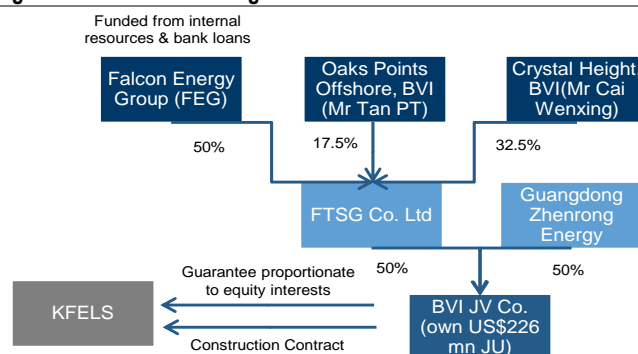 Funded from internal
resources & bank loans
Falcon Energy
Group (FEG)
Oaks Points
Offshore, BVI
(Mr Tan PT)
Crystal Height,
BVI(Mr Cai
Wenxing)
50%
17.5%
32.5%
FTSG Co. Ltd
Guangdong
Zhenrong
Energy
50%
50%
Guarantee proportionate
to equity interests
KFELS
BVI JV Co.
(own US$226
mn JU)
Construction Contract